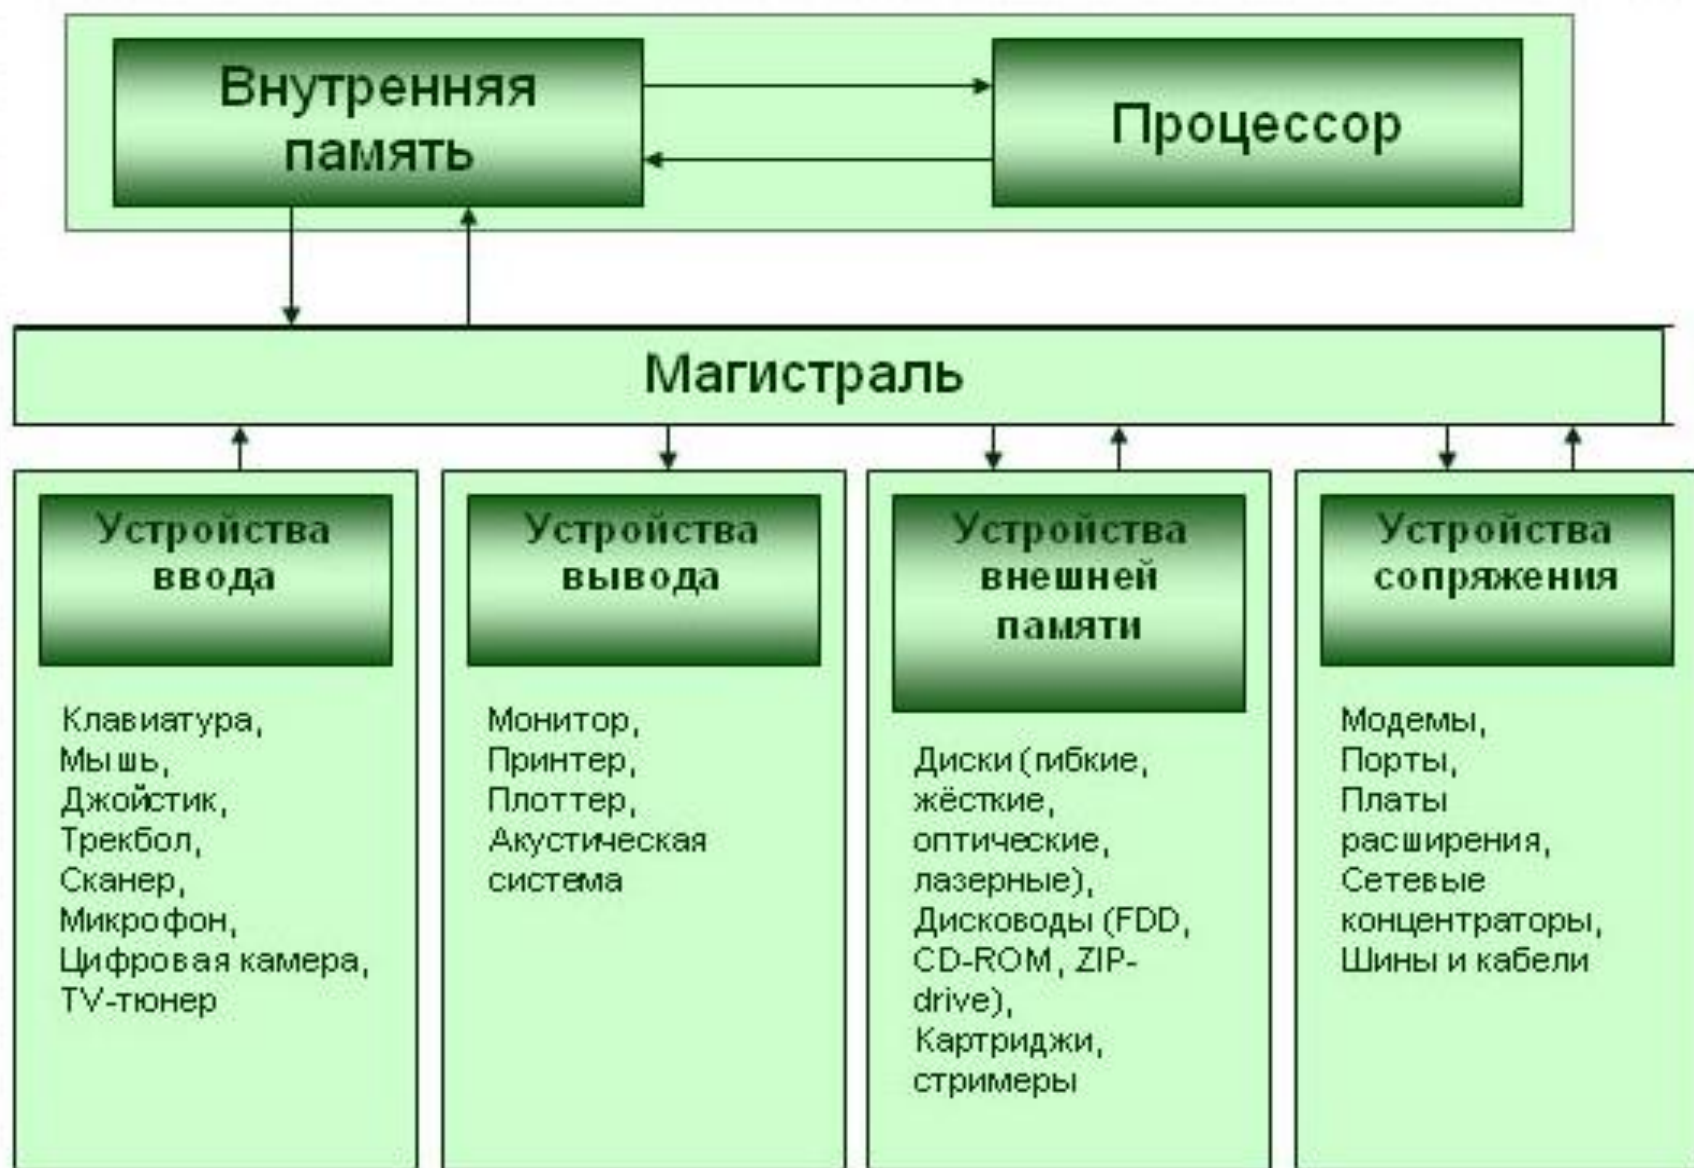 Внутренняя
память
Процессор
Магистраль
Устройства
ввода
Клавиатура,
Мышь,
Джойстик,
Трекбол,
Сканер,
Микрофон,
Цифровая камера,
TV-тюнер
Устройства
вывода
Монитор,
Принтер,
Плоттер,
Акустическая
система
Устройства
внешней
памяти
Диски (гибкие,
жёсткие,
оптические,
лазерные),
Дисководы (FDD,
CD-ROM, ZIP-
drive),
Картриджи,
стримеры
Устройства
сопряжения
Модемы,
Порты,
Платы
расширения,
Сетевые
концентраторы,
Шины и кабели